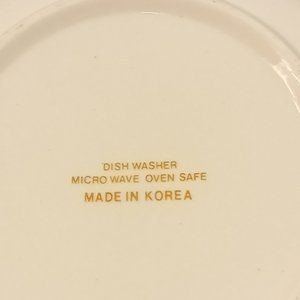 DISH WASHER
MICRO WAVE OVEN SAFE
MADE IN KOREA